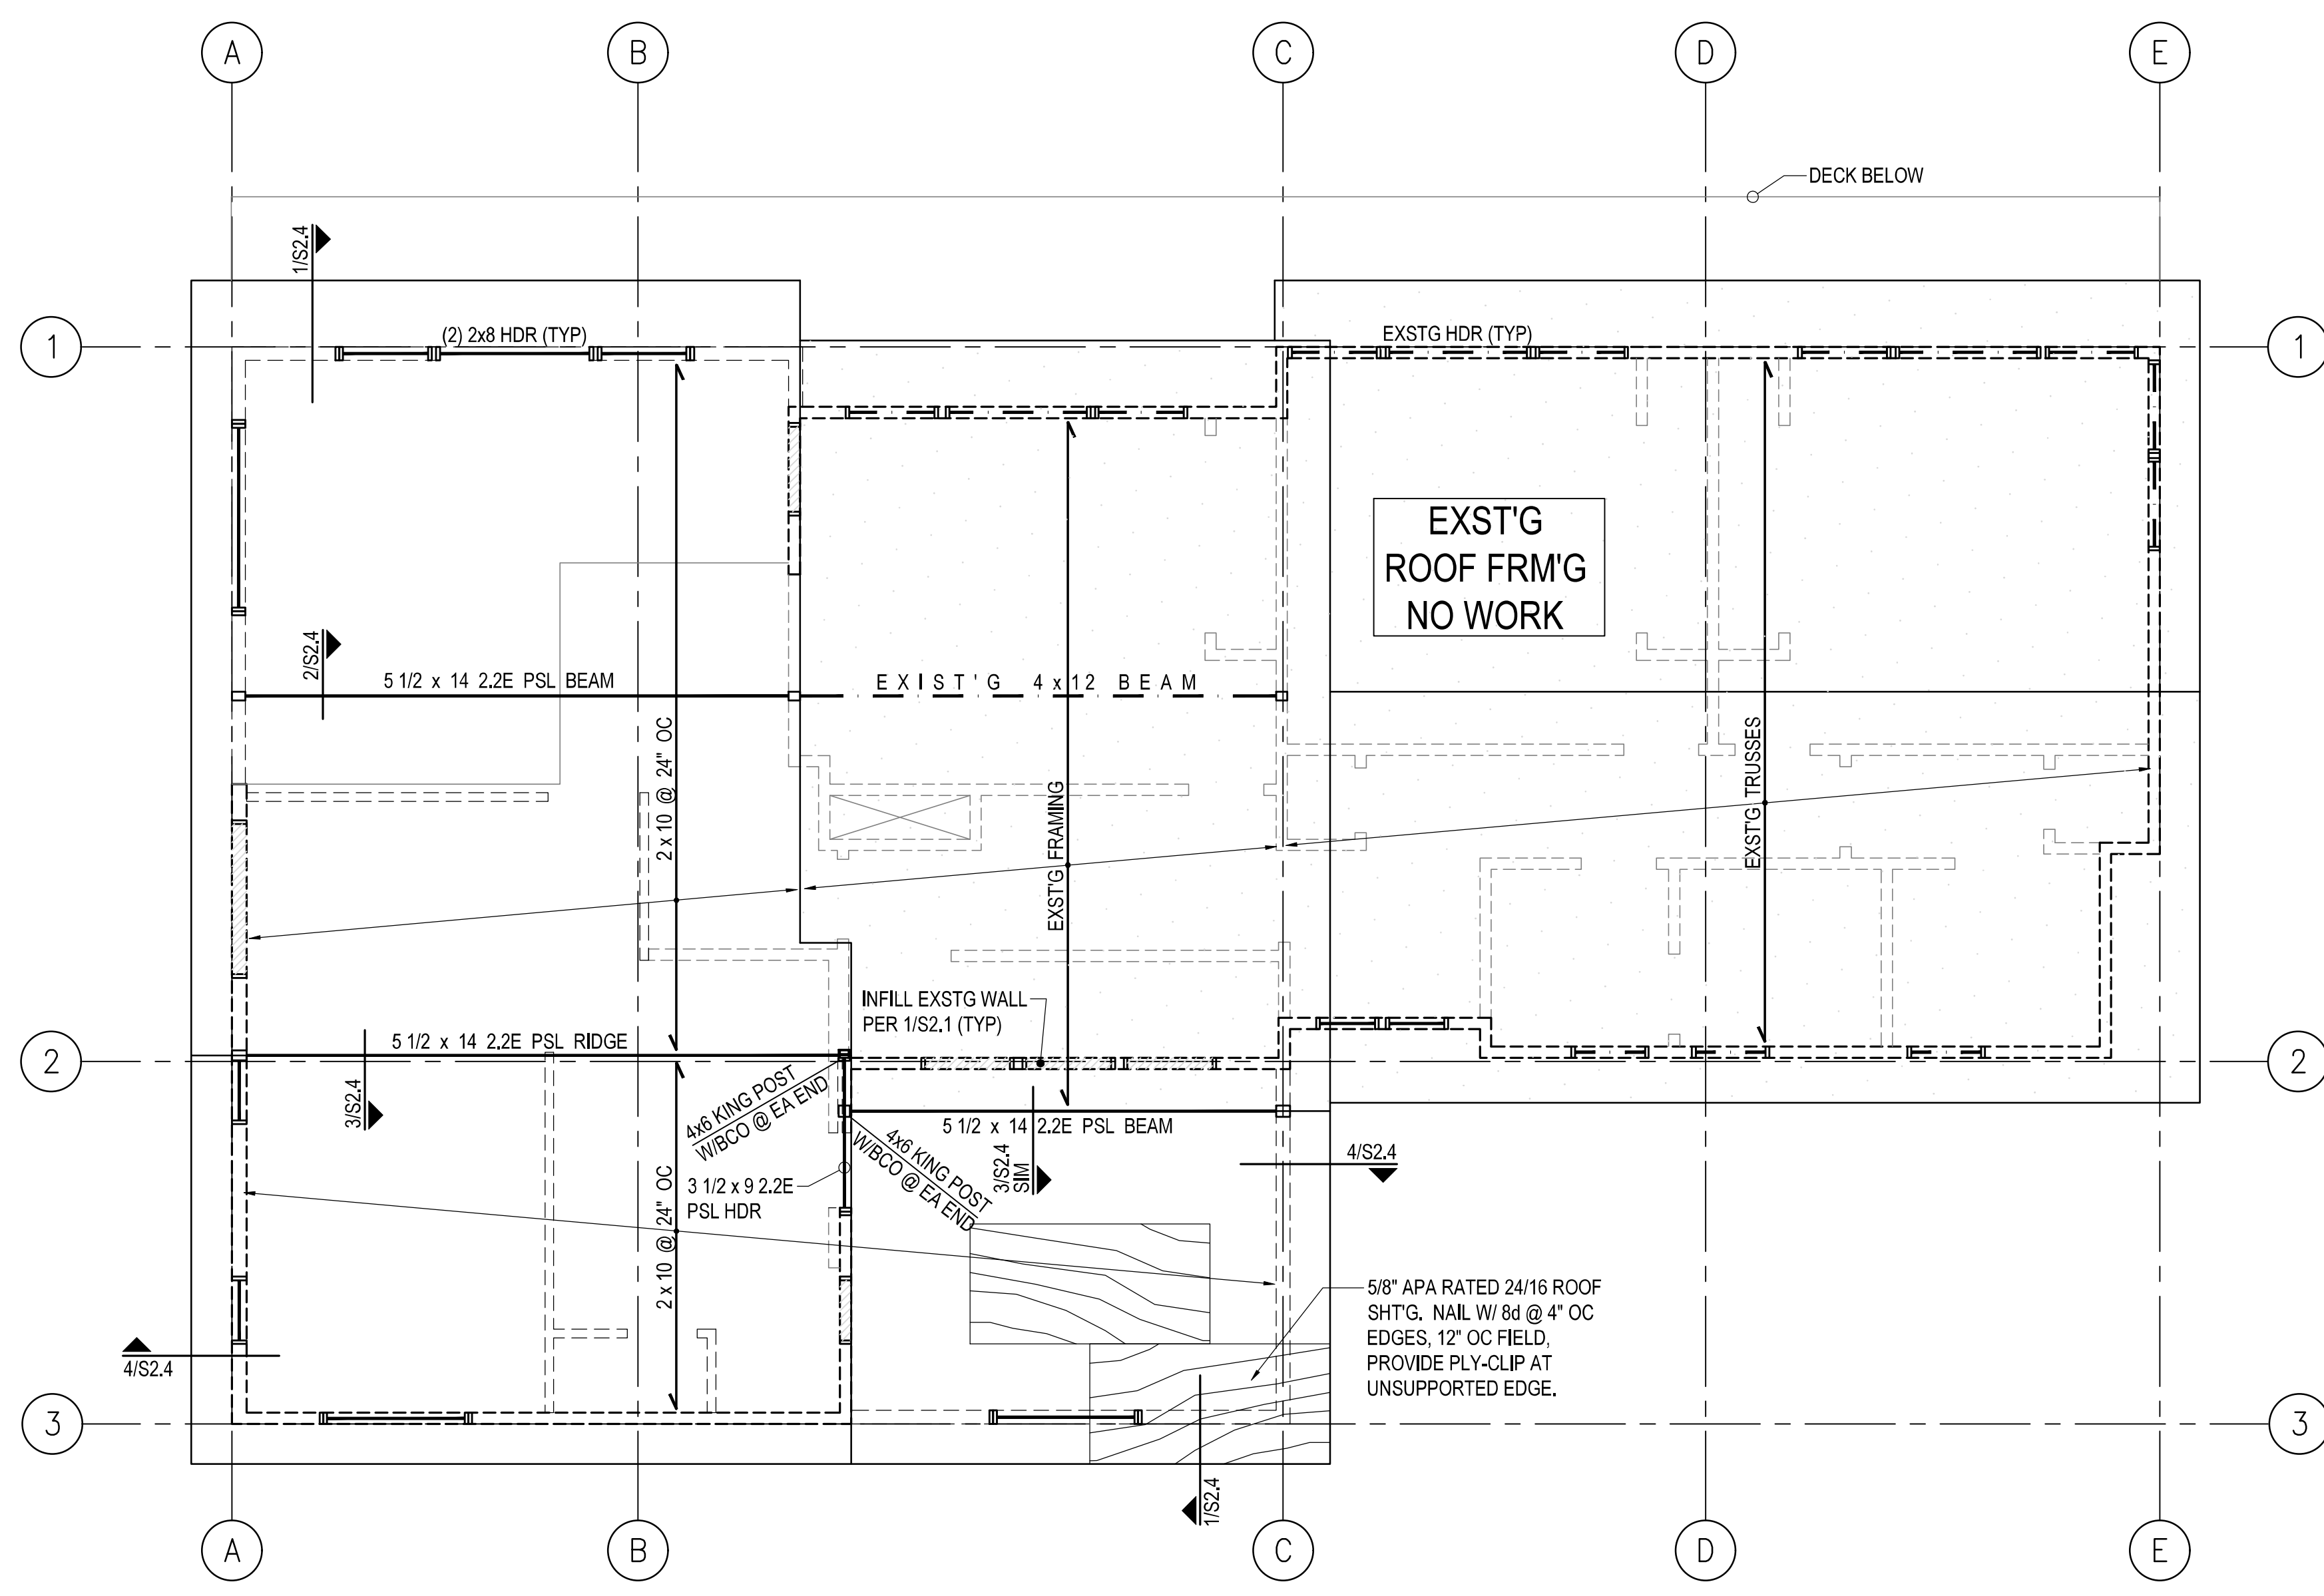 A
B
C
D
E
DECK BELOW
1/S2.4
1
(2) 2x8 HDR (TYP)
EXSTG HDR (TYP)
1
EXST'G
ROOF FRM'G
NO WORK
2/S2.4
5 1/2 x 14 2.2E PSL BEAM
EXIST'G 4x12 BEAM
2 x 10 @ 24" OC
EXST'G FRAMING
EXST'G TRUSSES
INFILL EXSTG WALL
PER 1/S2.1 (TYP)
2
5 1/2 x 14 2.2E PSL RIDGE
2
3/S2.4
4x6 KING POST
W/BCO @ EA END
4x6 KING POST
W/BCO @ EA END
5 1/2 x 14 2.2E PSL BEAM
3/S2.4
SIM
4/S2.4
3 1/2 x 9 2.2E
PSL HDR
2 x 10 @ 24" OC
5/8" APA RATED 24/16 ROOF
SHT'G. NAIL W/ 8d @ 4" OC
EDGES, 12" OC FIELD,
PROVIDE PLY-CLIP AT
UNSUPPORTED EDGE.
4/S2.4
3
3
1/S2.4
A
B
C
D
E